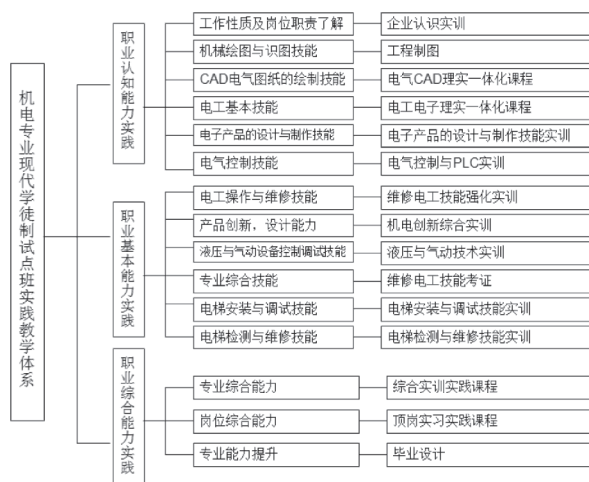 机电专业现代学徒制试点班实践教学体系
职业认知能力实践
工作性质及岗位职责了解
企业认识实训
机械绘图与识图技能
工程制图
CAD电气图纸的绘制技能
电气CAD理实一体化课程
电工基本技能
电工电子理实一体化课程
电子产品的设计与制作技能
电子产品的设计与制作技能实训
电气控制技能
电气控制与PLC实训
职业基本能力实践
电工操作与维修技能
维修电工技能强化实训
产品创新，设计能力
机电创新综合实训
液压与气动设备控制调试技能
液压与气动技术实训
专业综合技能
维修电工技能考证
电梯安装与调试技能
电梯安装与调试技能实训
电梯检测与维修技能
电梯检测与维修技能实训
职业综合能力实践
专业综合能力
综合实训实践课程
岗位综合能力
顶岗实习实践课程
专业能力提升
毕业设计